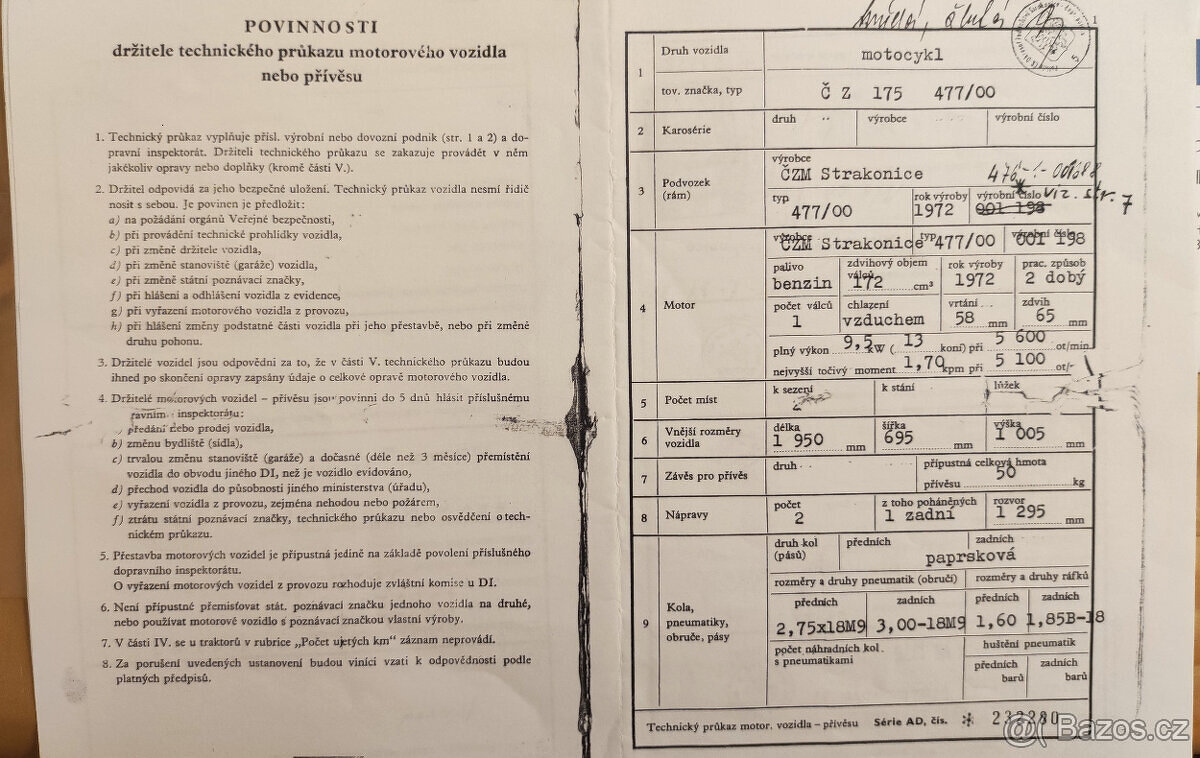 POVINNOSTI
držitele technického průkazu motorového vozidla
nebo přívěsu
1. Technický průkaz vyplňuje přísl. výrobní nebo dovozní podnik (str. 1 a 2) a do-
pravní inspektorát. Držiteli technického průkazu se zakazuje provádět v něm
jakékoliv opravy nebo doplňky (kromě části V.).
2. Držitel odpovídá za jeho bezpečné uložení. Technický průkaz vozidla nesmí řidič
nosit s sebou. Je povinen je předložit:
a) na požádání orgánů Veřejné bezpečnosti,
b) při provádění technické prohlídky vozidla,
c) při změně držitele vozidla,
d) při změně stanoviště (garáže) vozidla,
e) při změně státní poznávací značky,
f) při hlášení a odhlášení vozidla z evidence,
g) při vyřazení motorového vozidla z provozu,
h) při hlášení změny podstatné části vozidla při jeho přestavbě, nebo při změně
druhu pohonu.
3. Držitelé vozidel jsou odpovědni za to, že v části V. technického průkazu budou
ihned po skončení opravy zapsány údaje o celkové opravě motorového vozidla.
4. Držitelé motorových vozidel – přívěsů jsou povinni do 5 dnů hlásit příslušnému
ravním inspektorátu:
předání nebo prodej vozidla,
b) změnu bydliště (sídla),
c) trvalou změnu stanoviště (garáže) a dočasné (déle než 3 měsíce) přemístění
vozidla do obvodu jiného DI, než je vozidlo evidováno,
d) přechod vozidla do působnosti jiného ministerstva (úřadu),
e) vyřazení vozidla z provozu, zejména nehodou nebo požárem,
f) ztrátu státní poznávací značky, technického průkazu nebo osvědčení o tech-
nickém průkazu.
5. Přestavba motorových vozidel je přípustná jedině na základě povolení příslušného
dopravního inspektorátu.
O vyřazení motorových vozidel z provozu rozhoduje zvláštní komise u DI.
6. Není přípustné přemisťovat stát. poznávací značku jednoho vozidla na druhé,
nebo používat motorové vozidlo s poznávací značkou vlastní výroby.
7. V části IV. se u traktorů v rubrice „Počet ujetých km“ záznam neprovádí.
8. Za porušení uvedených ustanovení budou viníci vzati k odpovědnosti podle
platných předpisů.
1
1 Druh vozidla motocykl
tov. značka, typ Č Z 175 477/00
2 Karosérie druh výrobce výrobní číslo
3 Podvozek (rám) výrobce ČZM Strakonice
typ 477/00 rok výroby 1972 výrobní číslo 001 198 viz. str. 7
4 Motor výrobce ČZM Strakonice typ 477/00 výrobní číslo 001 198
palivo benzin zdvihový objem válců 172 cm³ rok výroby 1972 prac. způsob 2 dobý
počet válců 1 chlazení vzduchem vrtání 58 mm zdvih 65 mm
plný výkon 9,5 kW ( 13 koní) při 5 600 ot/min
nejvyšší točivý moment 1,70 kpm při 5 100 ot/
5 Počet míst k sezení k stání lůžek
6 Vnější rozměry vozidla délka 1 950 mm šířka 695 mm výška 1 005 mm
7 Závěs pro přívěs druh přípustná celková hmota přívěsu 50 kg
8 Nápravy počet 2 z toho poháněných 1 zadní rozvor 1 295 mm
9 Kola, pneumatiky, obruče, pásy druh kol (pásů) předních zadních paprsková
rozměry a druhy pneumatik (obručí) rozměry a druhy ráfků
předních zadních předních zadních
2,75x18M9 3,00-18M9 1,60 1,85B-18
počet náhradních kol s pneumatikami huštění pneumatik
předních barů zadních barů
Technický průkaz motor. vozidla – přívěsu Série AD, čís. * 232380
@( Bazos.cz